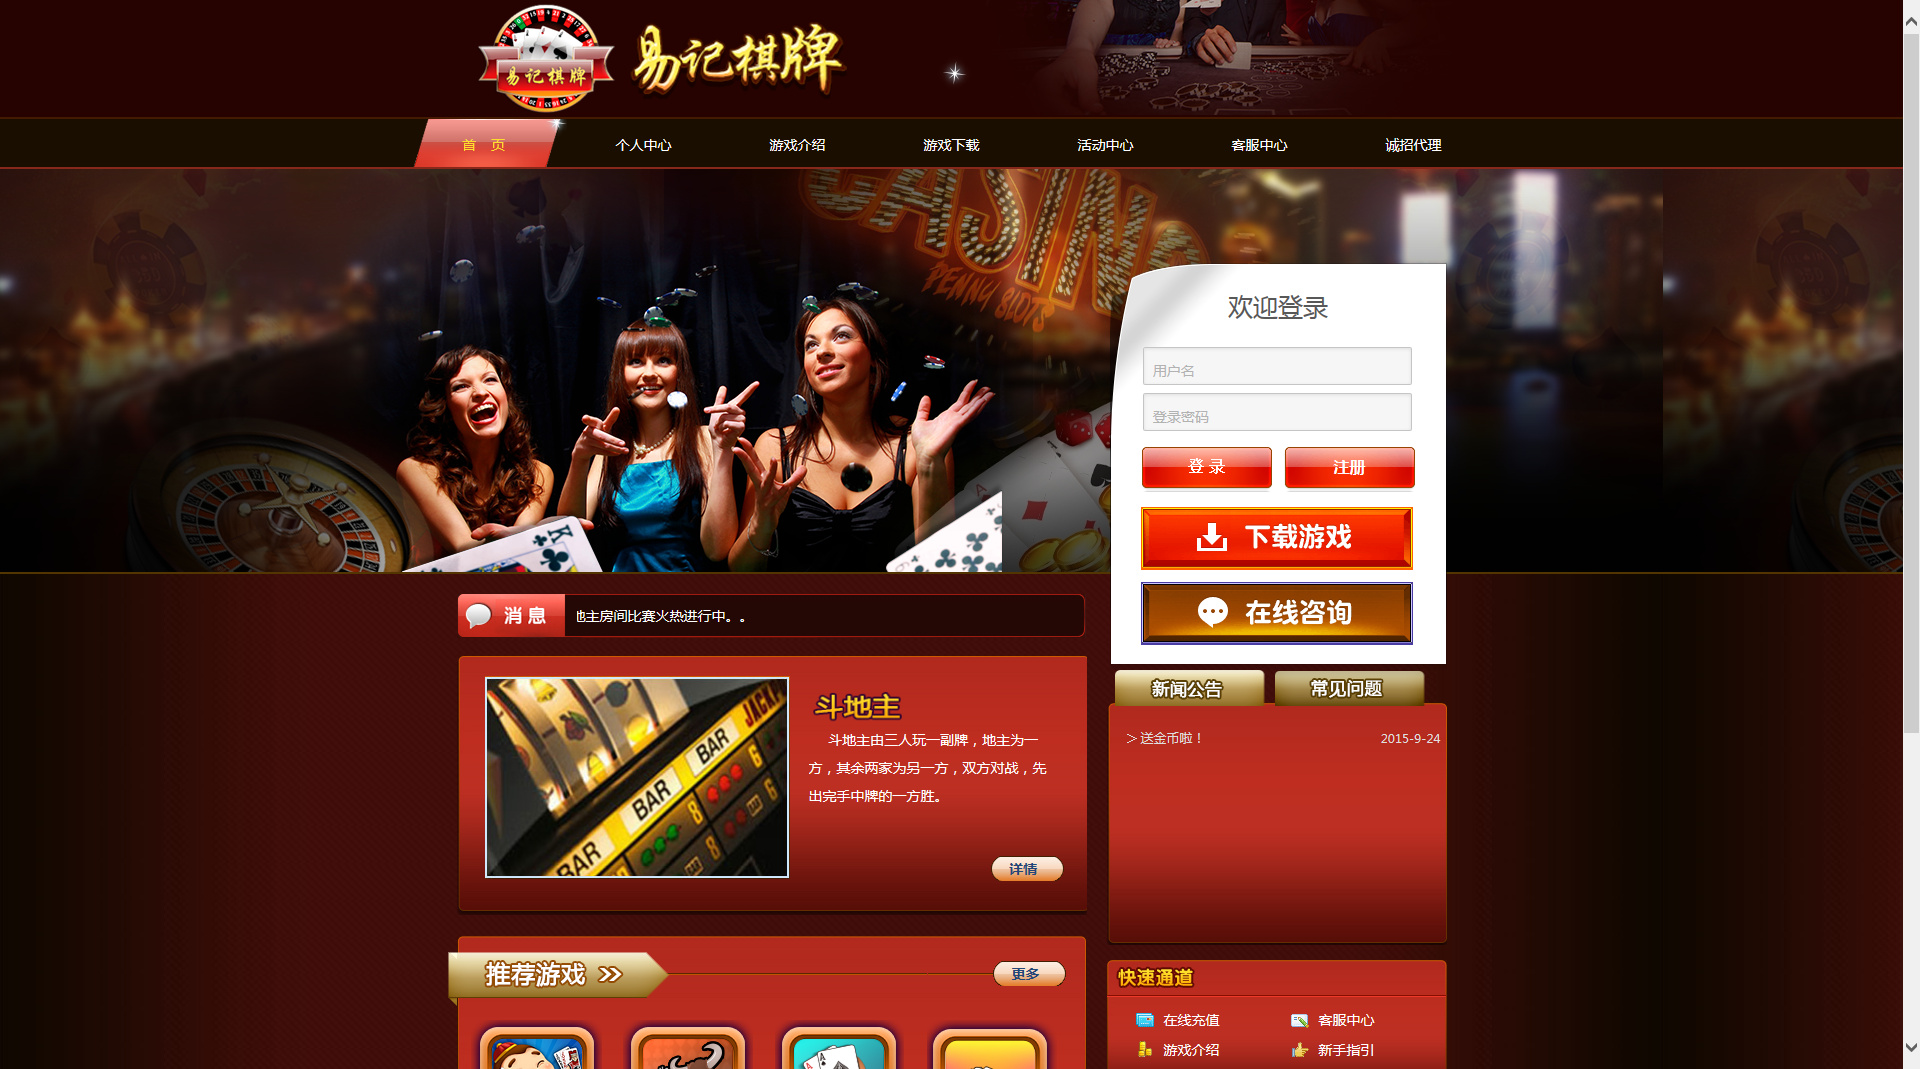 易记棋牌
易记棋牌
首 页
个人中心
游戏介绍
游戏下载
活动中心
客服中心
诚招代理
CASINO
PENNY SLOTS
欢迎登录
用户名
登录密码
登 录
注册
下载游戏
在线咨询
消 息
地主房间比赛火热进行中。。
新闻公告
常见问题
＞送金币啦！
2015-9-24
斗地主
斗地主由三人玩一副牌，地主为一
方，其余两家为另一方，双方对战，先
出完手中牌的一方胜。
JACKP
BAR
BAR
BAR
详情
推荐游戏
更多
快速通道
在线充值
客服中心
游戏介绍
新手指引